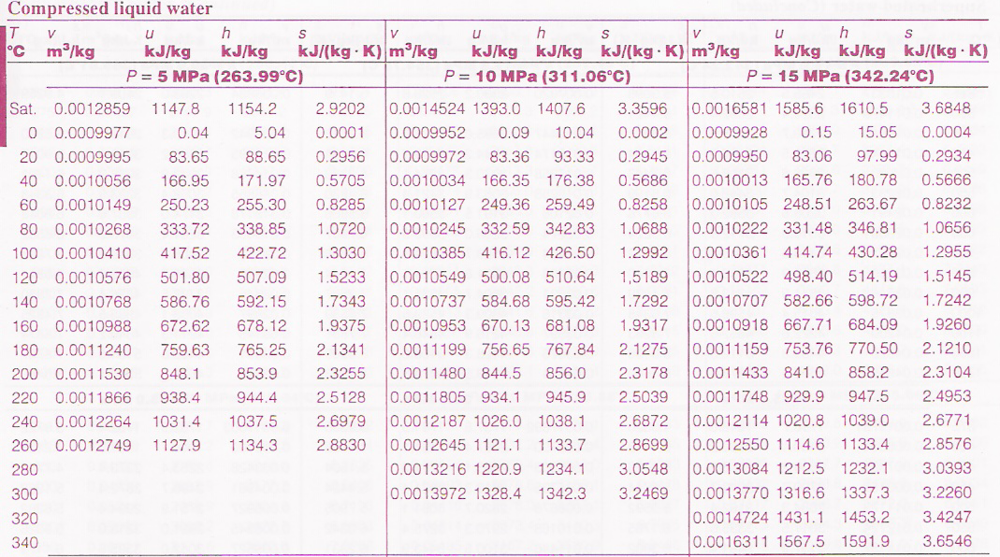 Compressed liquid water
T v u h s v u h s v u h s
°C m³/kg kJ/kg kJ/kg kJ/(kg · K) m³/kg kJ/kg kJ/kg kJ/(kg · K) m³/kg kJ/kg kJ/kg kJ/(kg · K)
P = 5 MPa (263.99°C) P = 10 MPa (311.06°C) P = 15 MPa (342.24°C)
Sat. 0.0012859 1147.8 1154.2 2.9202 0.0014524 1393.0 1407.6 3.3596 0.0016581 1585.6 1610.5 3.6848
0 0.0009977 0.04 5.04 0.0001 0.0009952 0.09 10.04 0.0002 0.0009928 0.15 15.05 0.0004
20 0.0009995 83.65 88.65 0.2956 0.0009972 83.36 93.33 0.2945 0.0009950 83.06 97.99 0.2934
40 0.0010056 166.95 171.97 0.5705 0.0010034 166.35 176.38 0.5686 0.0010013 165.76 180.78 0.5666
60 0.0010149 250.23 255.30 0.8285 0.0010127 249.36 259.49 0.8258 0.0010105 248.51 263.67 0.8232
80 0.0010268 333.72 338.85 1.0720 0.0010245 332.59 342.83 1.0688 0.0010222 331.48 346.81 1.0656
100 0.0010410 417.52 422.72 1.3030 0.0010385 416.12 426.50 1.2992 0.0010361 414.74 430.28 1.2955
120 0.0010576 501.80 507.09 1.5233 0.0010549 500.08 510.64 1,5189 0.0010522 498.40 514.19 1.5145
140 0.0010768 586.76 592.15 1.7343 0.0010737 584.68 595.42 1.7292 0.0010707 582.66 598.72 1.7242
160 0.0010988 672.62 678.12 1.9375 0.0010953 670.13 681.08 1.9317 0.0010918 667.71 684.09 1.9260
180 0.0011240 759.63 765.25 2.1341 0.0011199 756.65 767.84 2.1275 0.0011159 753.76 770.50 2.1210
200 0.0011530 848.1 853.9 2.3255 0.0011480 844.5 856.0 2.3178 0.0011433 841.0 858.2 2.3104
220 0.0011866 938.4 944.4 2.5128 0.0011805 934.1 945.9 2.5039 0.0011748 929.9 947.5 2.4953
240 0.0012264 1031.4 1037.5 2.6979 0.0012187 1026.0 1038.1 2.6872 0.0012114 1020.8 1039.0 2.6771
260 0.0012749 1127.9 1134.3 2.8830 0.0012645 1121.1 1133.7 2.8699 0.0012550 1114.6 1133.4 2.8576
280 0.0013216 1220.9 1234.1 3.0548 0.0013084 1212.5 1232.1 3.0393
300 0.0013972 1328.4 1342.3 3.2469 0.0013770 1316.6 1337.3 3.2260
320 0.0014724 1431.1 1453.2 3.4247
340 0.0016311 1567.5 1591.9 3.6546